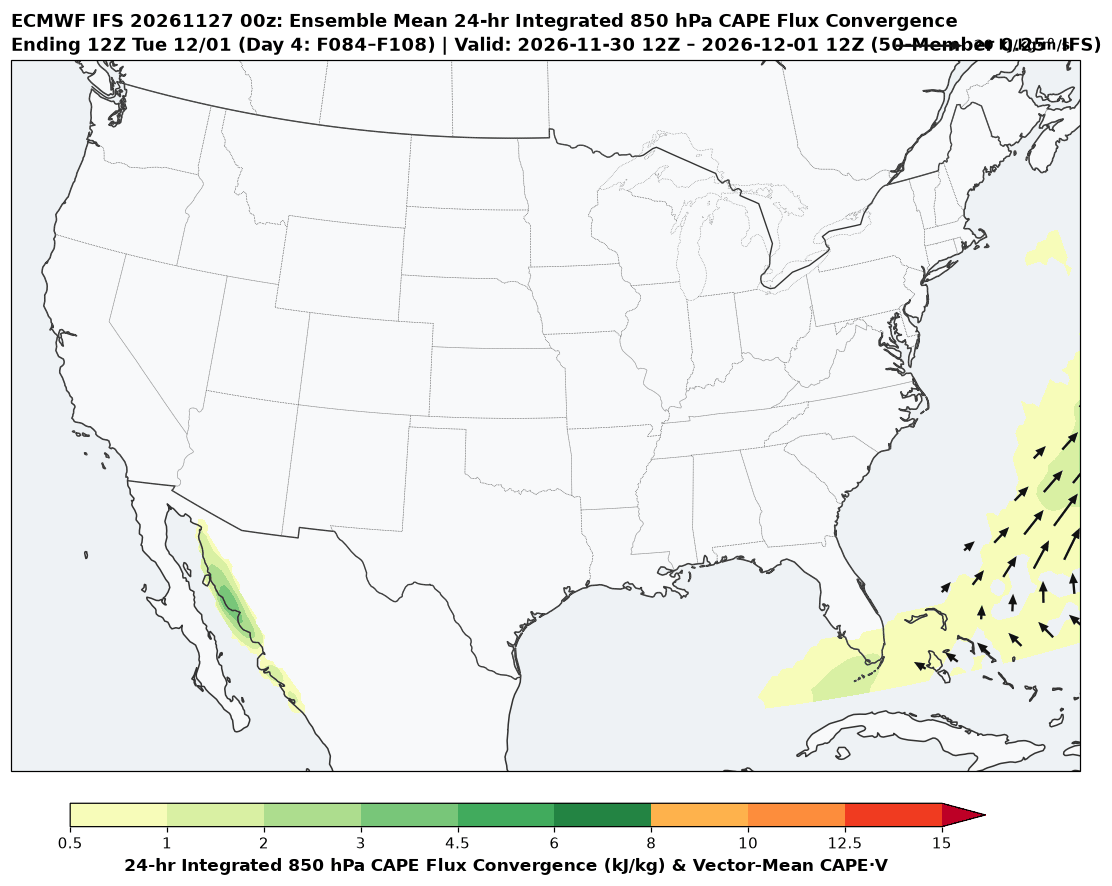 ECMWF IFS 20261127 00z: Ensemble Mean 24-hr Integrated 850 hPa CAPE Flux Convergence
Ending 12Z Tue 12/01 (Day 4: F084–F108) | Valid: 2026-11-30 12Z – 2026-12-01 12Z (50-Member 0.25° IFS)
0.5 1 2 3 4.5 6 8 10 12.5 15
24-hr Integrated 850 hPa CAPE Flux Convergence (kJ/kg) & Vector-Mean CAPE·V